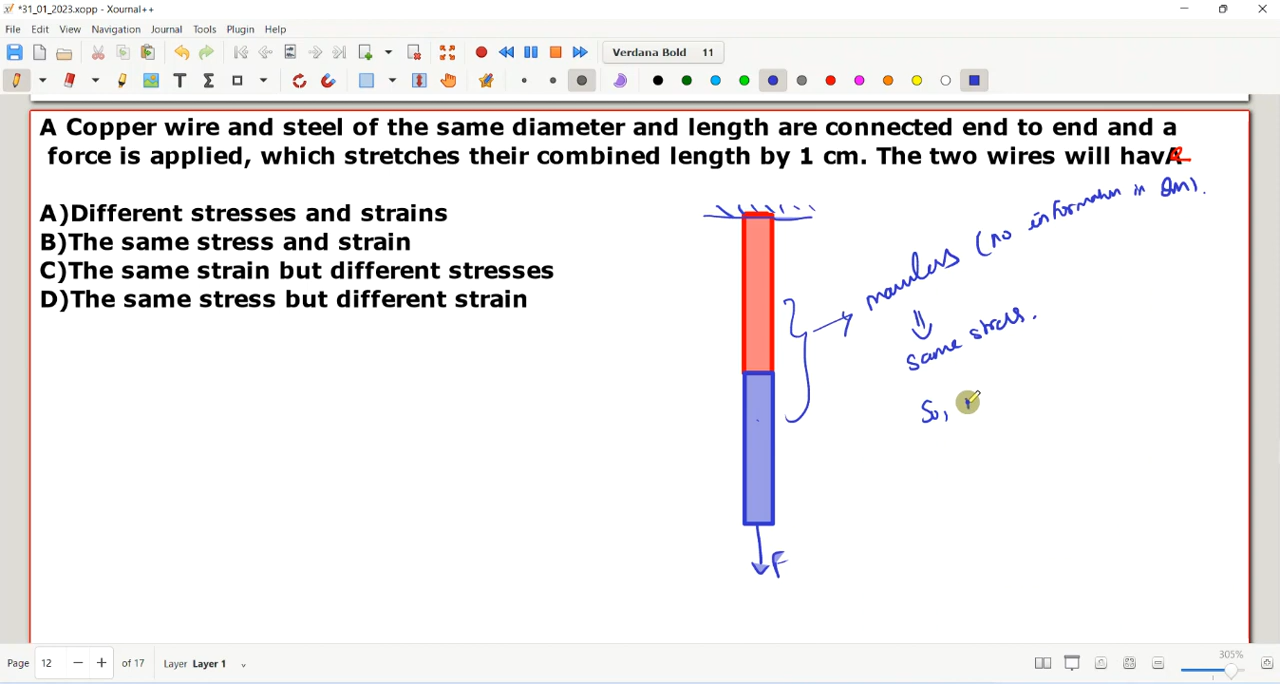 *31_01_2023.xopp - Xournal++
File Edit View Navigation Journal Tools Plugin Help
Verdana Bold 11
A Copper wire and steel of the same diameter and length are connected end to end and a
force is applied, which stretches their combined length by 1 cm. The two wires will have
A)Different stresses and strains
B)The same stress and strain
C)The same strain but different stresses
D)The same stress but different strain
massless (no information in Qn).
same stress.
So,
F
Page 12 of 17 Layer Layer 1
305%